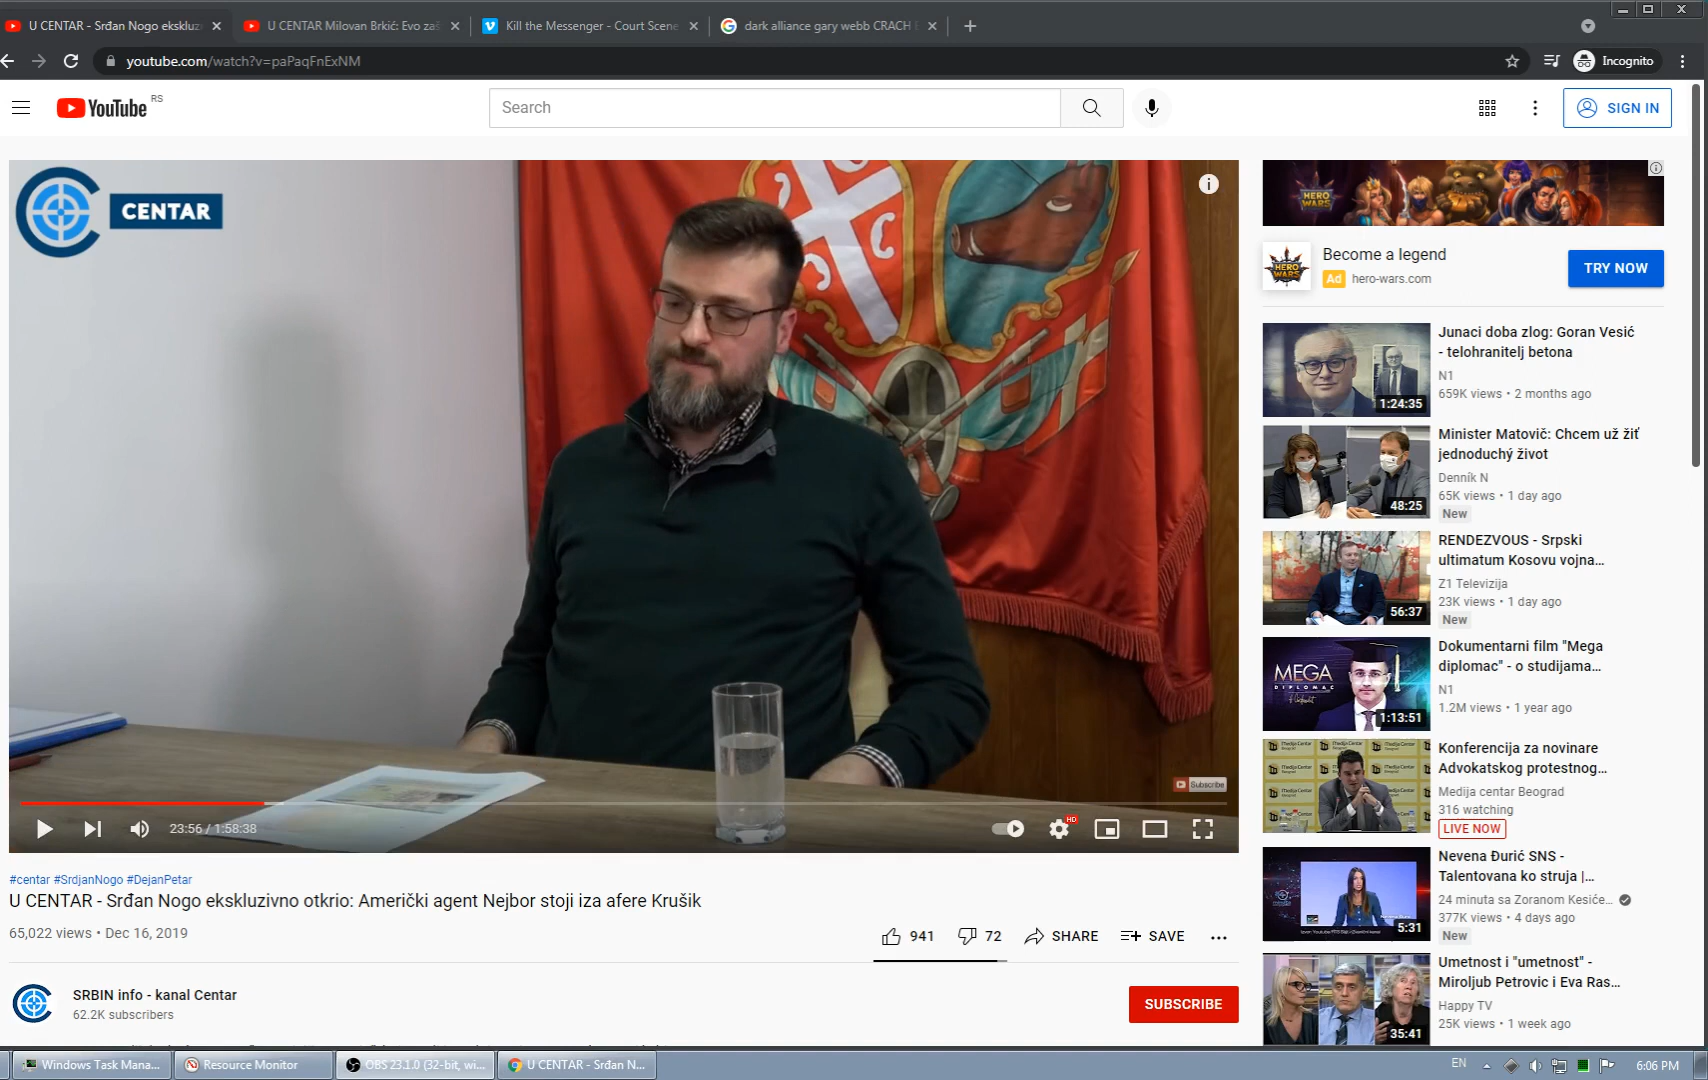 U CENTAR - Srđan Nogo ekskluz
U CENTAR Milovan Brkić: Evo zaš
Kill the Messenger - Court Scene
dark alliance gary webb CRACH
youtube.com/watch?v=paPaqFnExNM
Incognito
YouTube RS
Search
SIGN IN
CENTAR
HERO WARS
HERO WARS
Become a legend
Ad hero-wars.com
TRY NOW
Junaci doba zlog: Goran Vesić
- telohranitelj betona
N1
659K views • 2 months ago
1:24:35
Minister Matovič: Chcem už žiť
jednoduchý život
Denník N
65K views • 1 day ago
New
48:25
RENDEZVOUS - Srpski
ultimatum Kosovu vojna...
Z1 Televizija
23K views • 1 day ago
New
56:37
Dokumentarni film "Mega
diplomac" - o studijama...
N1
1.2M views • 1 year ago
MEGA
DIPLOMAC
1:13:51
Konferencija za novinare
Advokatskog protestnog...
Medija centar Beograd
316 watching
LIVE NOW
Nevena Đurić SNS -
Talentovana ko struja |...
24 minuta sa Zoranom Kesiće...
377K views • 4 days ago
New
5:31
Umetnost i "umetnost" -
Miroljub Petrovic i Eva Ras...
Happy TV
25K views • 1 week ago
35:41
Subscribe
23:56 / 1:58:38
HD
#centar #SrdjanNogo #DejanPetar
U CENTAR - Srđan Nogo ekskluzivno otkrio: Američki agent Nejbor stoji iza afere Krušik
65,022 views • Dec 16, 2019
941
72
SHARE
SAVE
SRBIN info - kanal Centar
62.2K subscribers
SUBSCRIBE
Windows Task Mana...
Resource Monitor
OBS 23.1.0 (32-bit, wi...
U CENTAR - Srđan N...
EN
6:06 PM